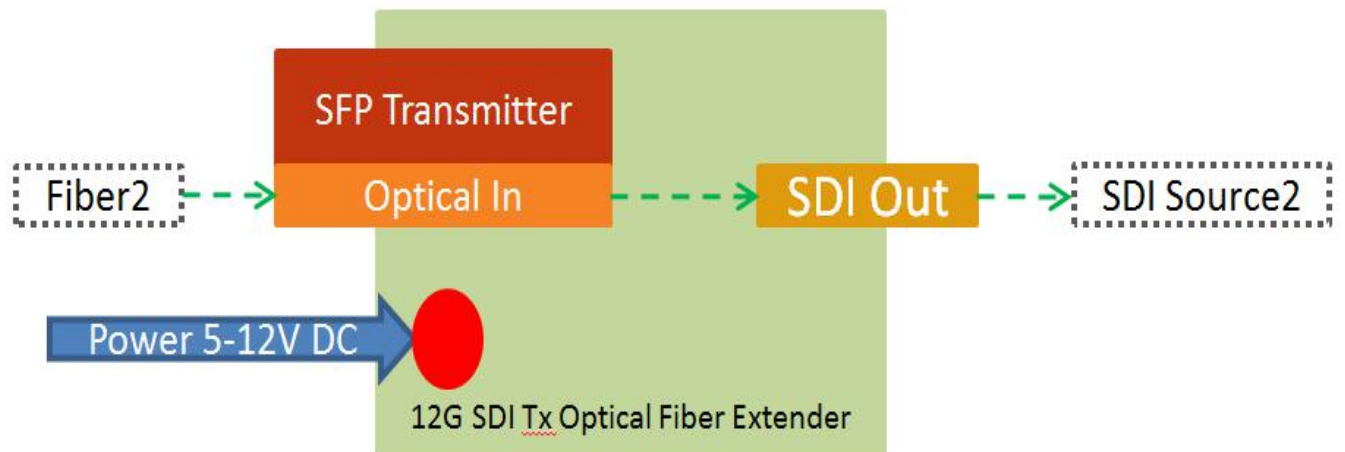 SFP Transmitter
Fiber2
Optical In
SDI Out
SDI Source2
Power 5-12V DC
12G SDI Tx Optical Fiber Extender